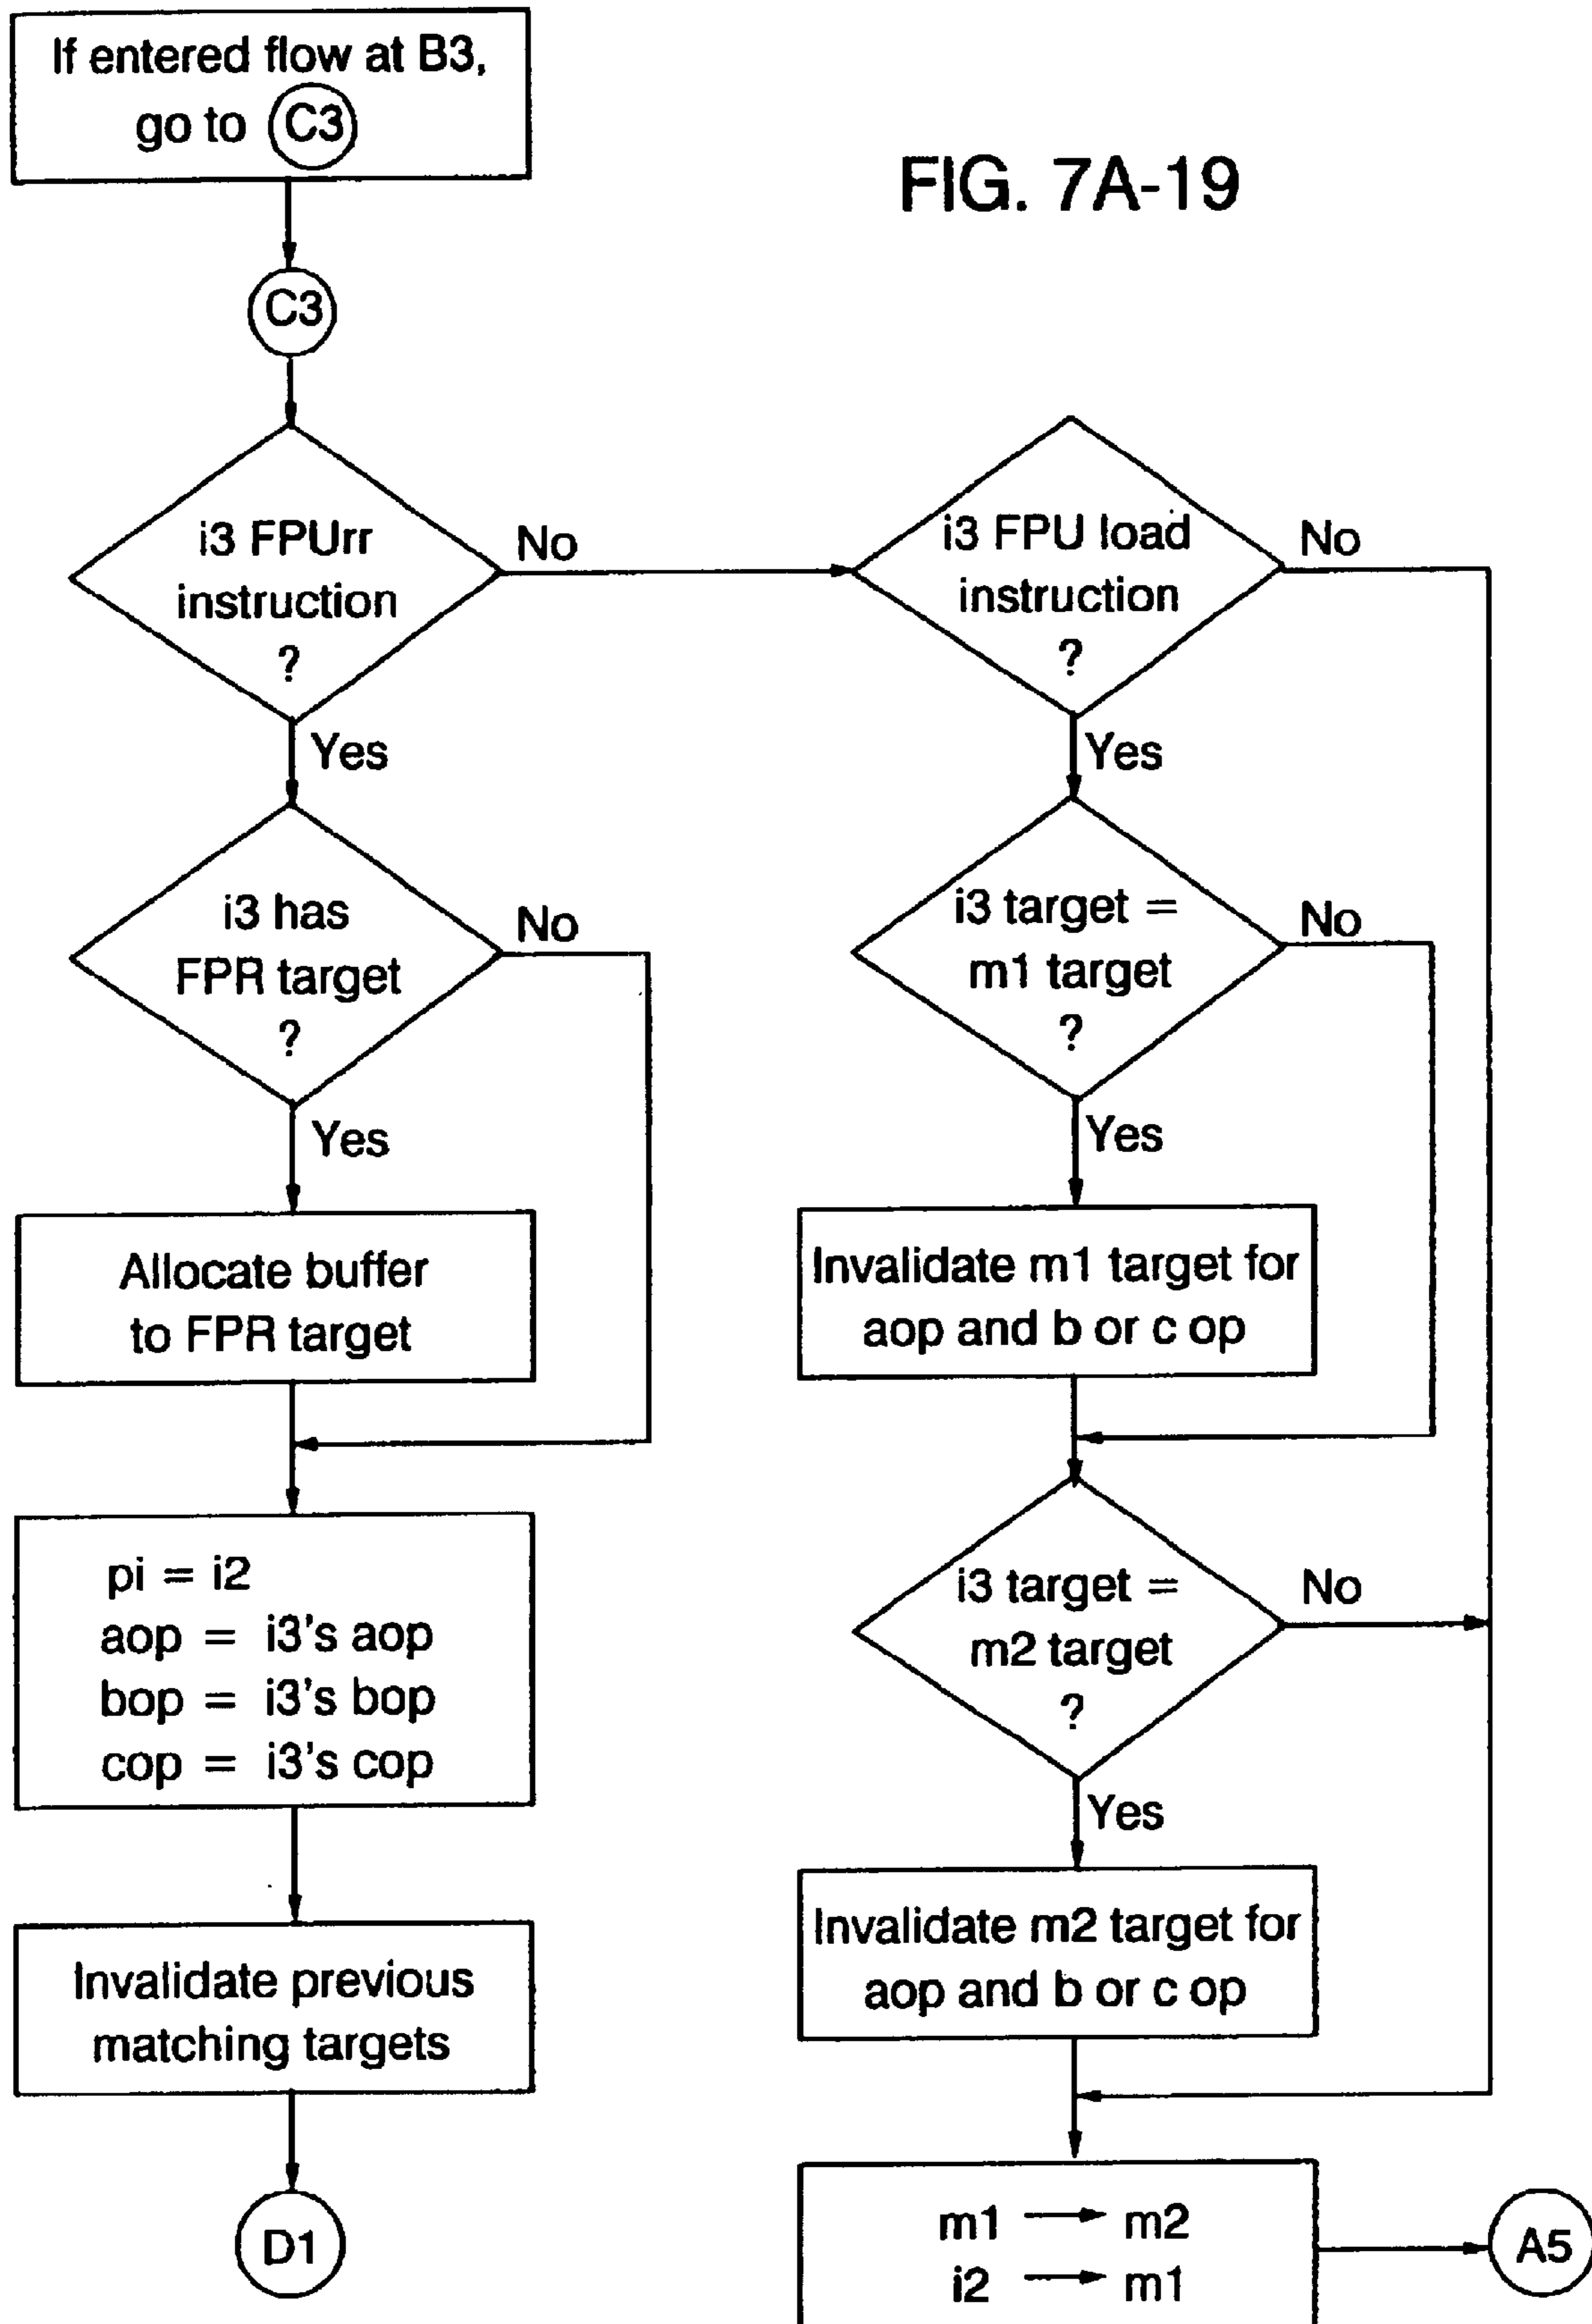 If entered flow at B3,
go to C3
FIG. 7A-19
C3
i3 FPUrr
instruction
?
No
Yes
i3 has
FPR target
?
No
Yes
Allocate buffer
to FPR target
pi = i2
aop = i3's aop
bop = i3's bop
cop = i3's cop
Invalidate previous
matching targets
D1
i3 FPU load
instruction
?
No
Yes
i3 target =
m1 target
?
No
Yes
Invalidate m1 target for
aop and b or c op
i3 target =
m2 target
?
No
Yes
Invalidate m2 target for
aop and b or c op
m1 → m2
i2 → m1
A5